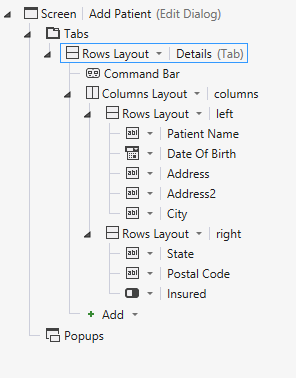 Screen Add Patient (Edit Dialog)
Tabs
Rows Layout Details (Tab)
Command Bar
Columns Layout columns
Rows Layout left
abl Patient Name
Date Of Birth
abl Address
abl Address2
abl City
Rows Layout right
abl State
abl Postal Code
Insured
Add
Popups